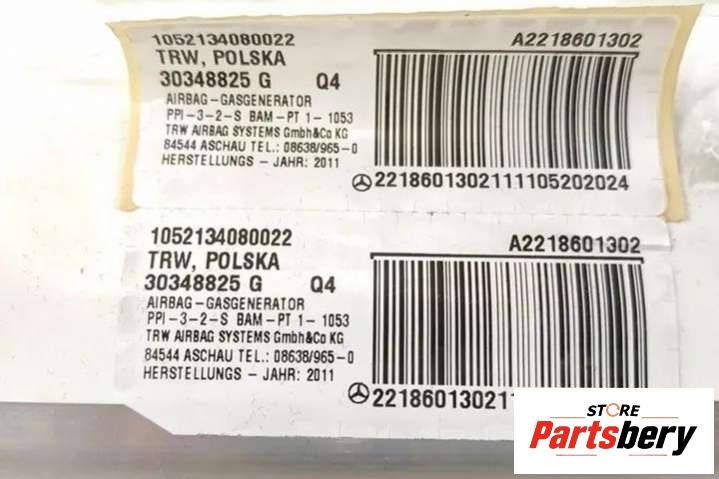 1052134080022 A2218601302
TRW, POLSKA
30348825 G Q4
AIRBAG-GASGENERATOR
PPI-3-2-S BAM-PT 1- 1053
TRW AIRBAG SYSTEMS GmbH&Co KG
84544 ASCHAU TEL.: 08638/965-0
HERSTELLUNGS - JAHR: 2011
2218601302111105202024
1052134080022 A2218601302
TRW, POLSKA
30348825 G Q4
AIRBAG-GASGENERATOR
PPI-3-2-S BAM-PT 1- 1053
TRW AIRBAG SYSTEMS GmbH&Co KG
84544 ASCHAU TEL.: 08638/965-0
HERSTELLUNGS - JAHR: 2011
221860130211
STORE
Partsbery